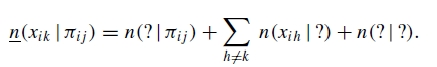 n(x_{ik} | π_{ij}) = n(? | π_{ij}) + ∑_{h≠k} n(x_{ih} | ?) + n(? | ?).